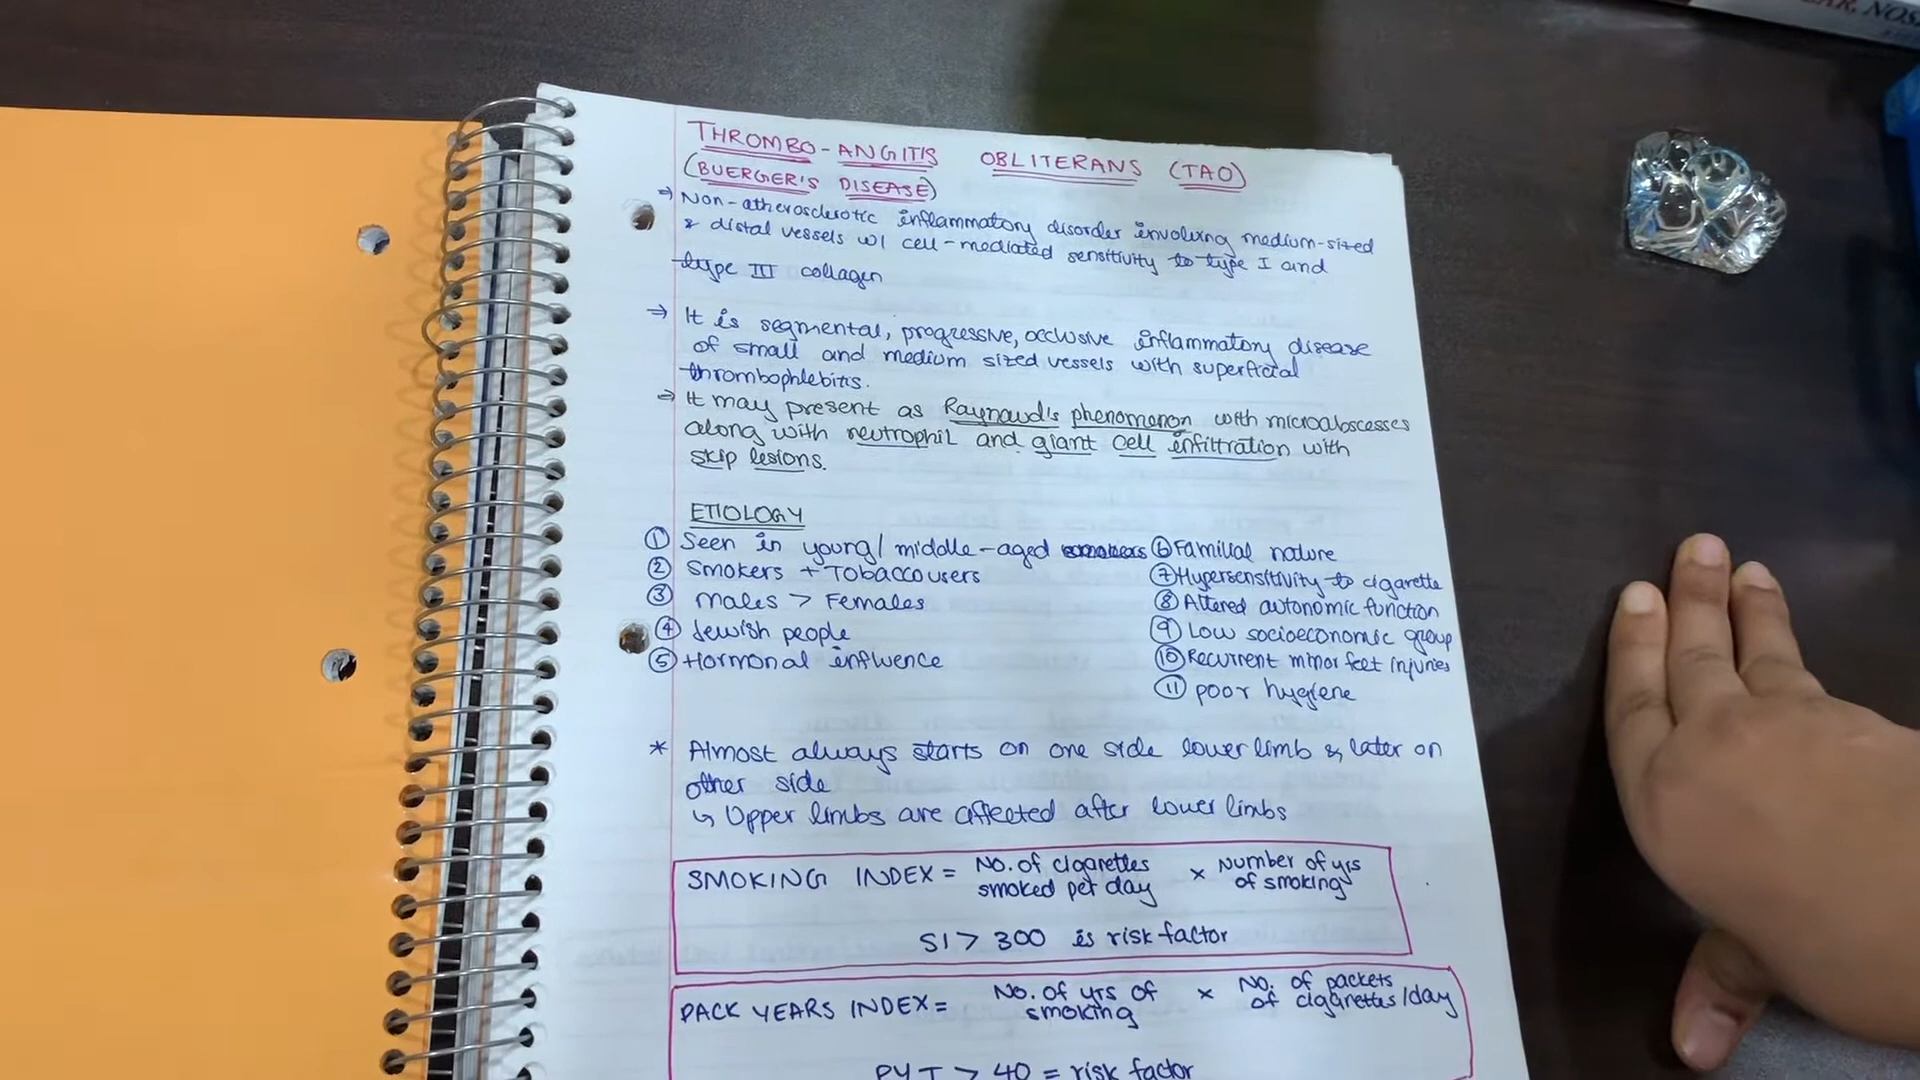 EAR, NOS
THROMBO-ANGITIS OBLITERANS (TAO)
(BUERGER'S DISEASE)
⇒ Non-atherosclerotic inflammatory disorder involving medium-sized
& distal vessels w/ cell-mediated sensitivity to type I and
type III collagen
⇒ It is segmental, progressive, occlusive inflammatory disease
of small and medium sized vessels with superficial
thrombophlebitis.
⇒ It may present as Raynaud's phenomenon with microabscesses
along with neutrophil and giant cell infiltration with
skip lesions.
ETIOLOGY
① Seen in young/middle-aged
② Smokers + Tobacco users
③ Males > Females
④ Jewish people
⑤ Hormonal influence
⑥ Familial nature
⑦ Hypersensitivity to cigarette
⑧ Altered autonomic function
⑨ Low socioeconomic group
⑩ Recurrent minor feet injuries
⑪ poor hygiene
* Almost always starts on one side lower limb & later on
other side
↳ Upper limbs are affected after lower limbs
SMOKING INDEX = No. of cigarettes smoked per day × Number of yrs of smoking
SI > 300 is risk factor
PACK YEARS INDEX = No. of yrs of smoking × No. of packets of cigarettes/day
PYI > 40 = risk factor